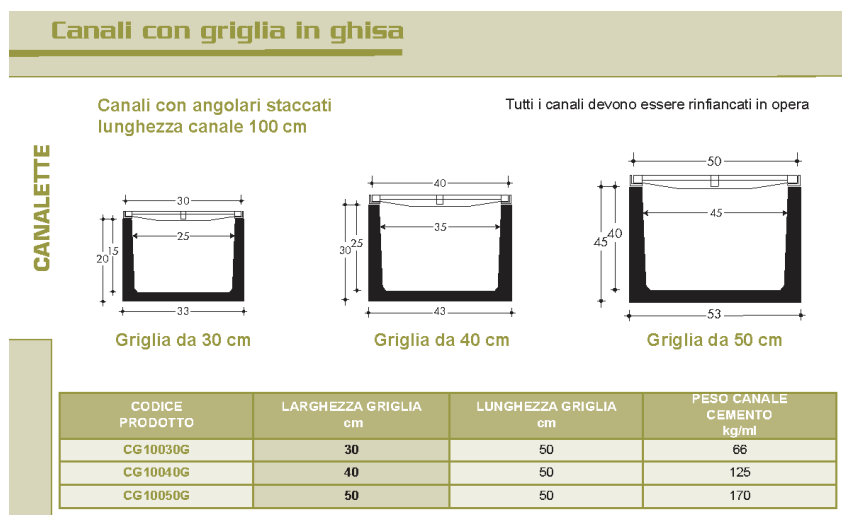 Canali con griglia in ghisa
Canali con angolari staccati
lunghezza canale 100 cm
Tutti i canali devono essere rinfiancati in opera
CANALETTE
30
25
20
15
33
Griglia da 30 cm
40
35
30
25
43
Griglia da 40 cm
50
45
45
40
53
Griglia da 50 cm
CODICE PRODOTTO LARGHEZZA GRIGLIA cm LUNGHEZZA GRIGLIA cm PESO CANALE CEMENTO kg/ml
CG10030G 30 50 66
CG10040G 40 50 125
CG10050G 50 50 170